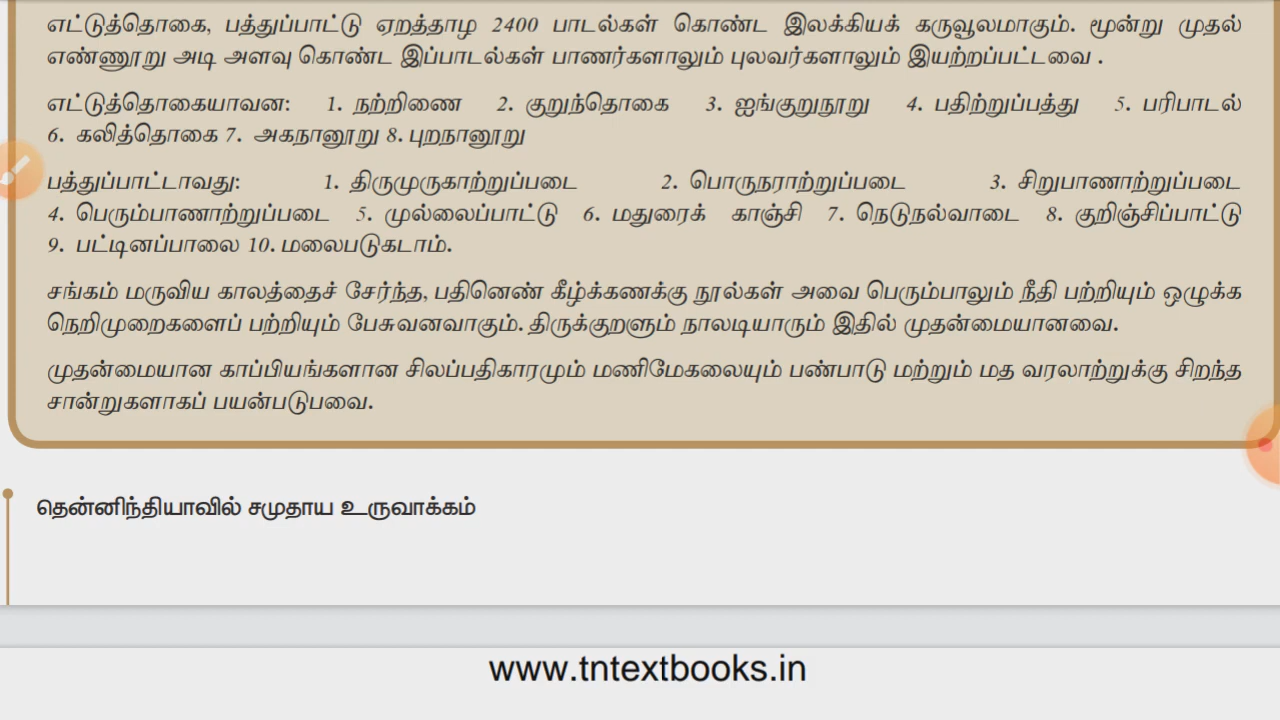 எட்டுத்தொகை, பத்துப்பாட்டு ஏறத்தாழ 2400 பாடல்கள் கொண்ட இலக்கியக் கருவூலமாகும். மூன்று முதல்
எண்ணூறு அடி அளவு கொண்ட இப்பாடல்கள் பாணர்களாலும் புலவர்களாலும் இயற்றப்பட்டவை .
எட்டுத்தொகையாவன: 1. நற்றிணை 2. குறுந்தொகை 3. ஐங்குறுநூறு 4. பதிற்றுப்பத்து 5. பரிபாடல்
6. கலித்தொகை 7. அகநானூறு 8. புறநானூறு
பத்துப்பாட்டாவது: 1. திருமுருகாற்றுப்படை 2. பொருநராற்றுப்படை 3. சிறுபாணாற்றுப்படை
4. பெரும்பாணாற்றுப்படை 5. முல்லைப்பாட்டு 6. மதுரைக் காஞ்சி 7. நெடுநல்வாடை 8. குறிஞ்சிப்பாட்டு
9. பட்டினப்பாலை 10. மலைபடுகடாம்.
சங்கம் மருவிய காலத்தைச் சேர்ந்த, பதினெண் கீழ்க்கணக்கு நூல்கள் அவை பெரும்பாலும் நீதி பற்றியும் ஒழுக்க
நெறிமுறைகளைப் பற்றியும் பேசுவனவாகும். திருக்குறளும் நாலடியாரும் இதில் முதன்மையானவை.
முதன்மையான காப்பியங்களான சிலப்பதிகாரமும் மணிமேகலையும் பண்பாடு மற்றும் மத வரலாற்றுக்கு சிறந்த
சான்றுகளாகப் பயன்படுபவை.
தென்னிந்தியாவில் சமுதாய உருவாக்கம்
www.tntextbooks.in